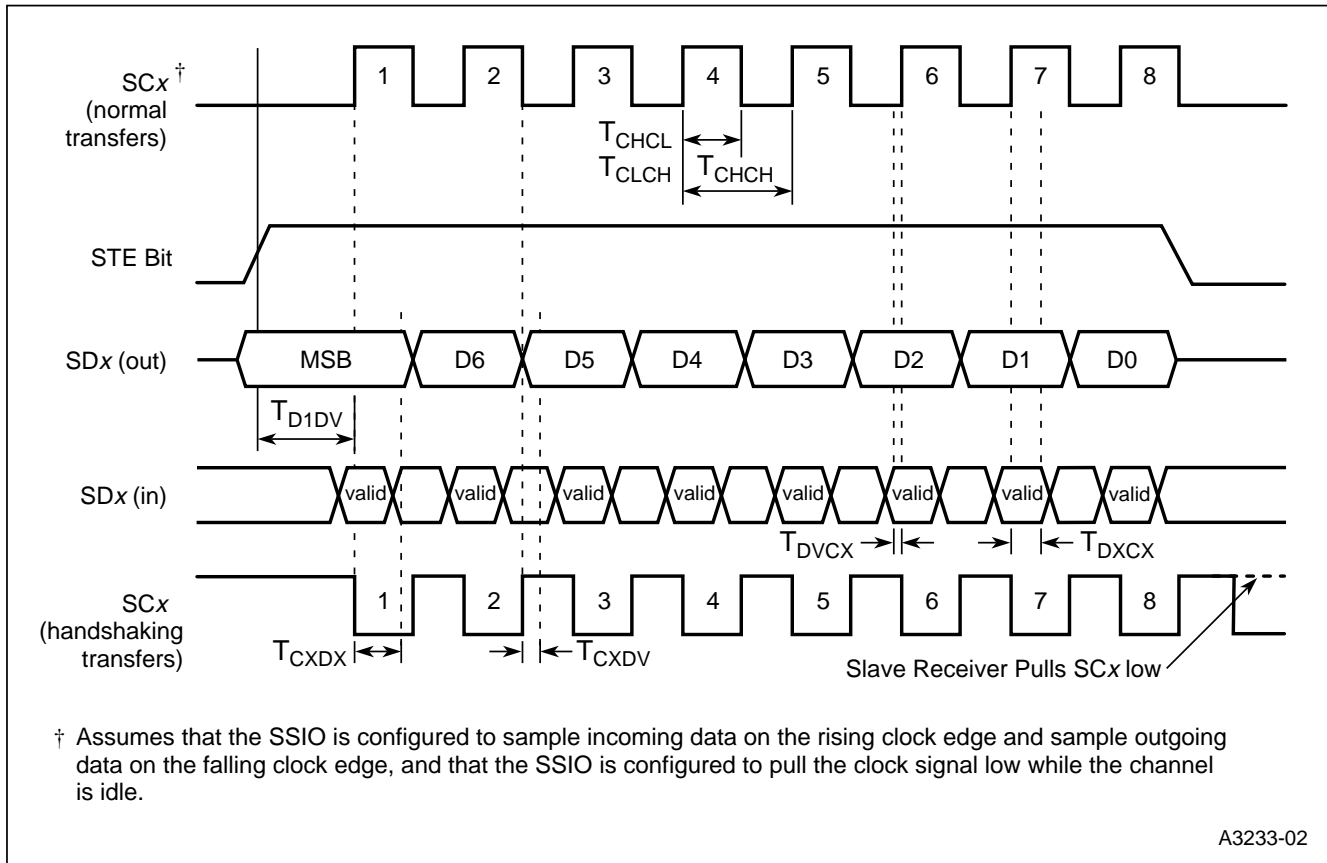 SCx †
(normal
transfers)
1 2 3 4 5 6 7 8
TCHCL
TCLCH TCHCH
STE Bit
SDx (out)
MSB D6 D5 D4 D3 D2 D1 D0
TD1DV
SDx (in)
valid valid valid valid valid valid valid valid
TDVCX TDXCX
SCx
(handshaking
transfers)
1 2 3 4 5 6 7 8
TCXDX TCXDV
Slave Receiver Pulls SCx low
† Assumes that the SSIO is configured to sample incoming data on the rising clock edge and sample outgoing
data on the falling clock edge, and that the SSIO is configured to pull the clock signal low while the channel
is idle.
A3233-02